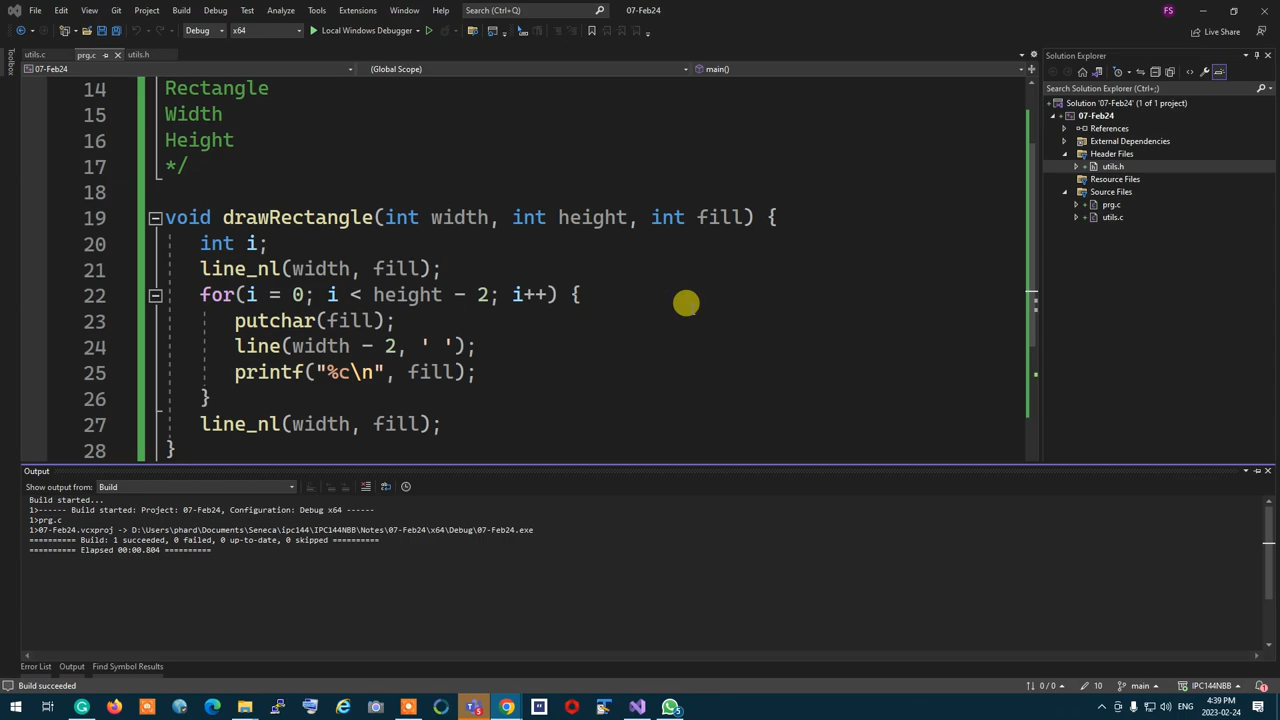 File Edit View Git Project Build Debug Test Analyze Tools Extensions Window Help Search (Ctrl+Q) 07-Feb24 FS
Debug x64 Local Windows Debugger Live Share
utils.c prg.c utils.h Solution Explorer
07-Feb24 (Global Scope) main()
Toolbox
Search Solution Explorer (Ctrl+;)
Solution '07-Feb24' (1 of 1 project)
07-Feb24
References
External Dependencies
Header Files
utils.h
Resource Files
Source Files
prg.c
utils.c
14 Rectangle
15 Width
16 Height
17 */
18
19 void drawRectangle(int width, int height, int fill) {
20 int i;
21 line_nl(width, fill);
22 for(i = 0; i < height - 2; i++) {
23 putchar(fill);
24 line(width - 2, ' ');
25 printf("%c\n", fill);
26 }
27 line_nl(width, fill);
28 }
Output
Show output from: Build
Build started...
1>------ Build started: Project: 07-Feb24, Configuration: Debug x64 ------
1>prg.c
1>07-Feb24.vcxproj -> D:\Users\phard\Documents\Seneca\ipc144\IPC144NBB\Notes\07-Feb24\x64\Debug\07-Feb24.exe
========== Build: 1 succeeded, 0 failed, 0 up-to-date, 0 skipped ==========
========== Elapsed 00:00.804 ==========
Error List Output Find Symbol Results
Build succeeded 0 / 0 10 main IPC144NBB 1
ENG 4:39 PM
2023-02-24